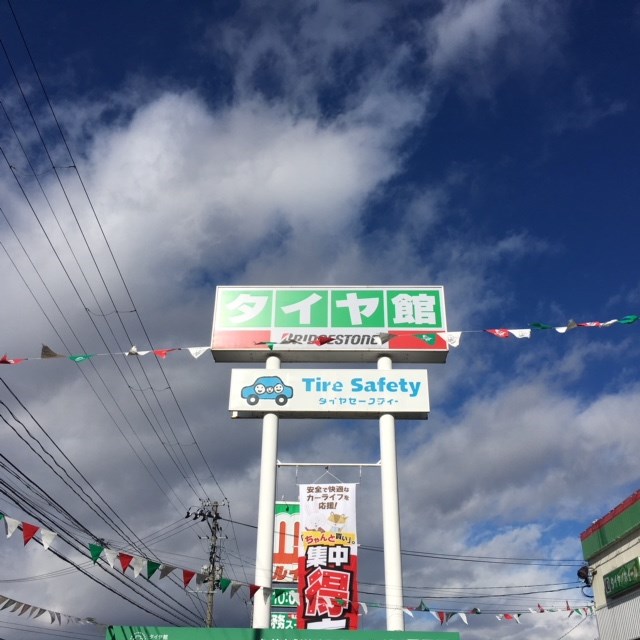 タイヤ館
BRIDGESTONE
Tire Safety
タイヤセーフティー
安全で快適な
カーライフを
応援!
「ちゃんと買い」
集中
得